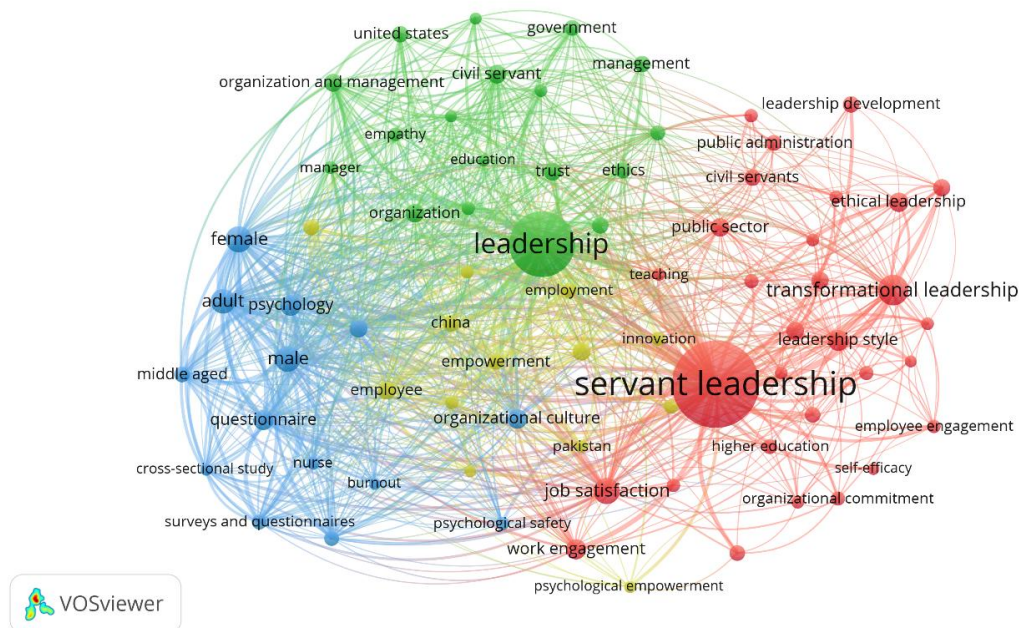 united states
government
organization and management
civil servant
management
leadership development
empathy
public administration
manager
education
trust
ethics
civil servants
ethical leadership
organization
public sector
female
leadership
teaching
transformational leadership
adult
psychology
employment
china
innovation
leadership style
male
empowerment
middle aged
employee
servant leadership
questionnaire
organizational culture
employee engagement
pakistan
higher education
cross-sectional study
nurse
self-efficacy
burnout
job satisfaction
organizational commitment
surveys and questionnaires
psychological safety
work engagement
psychological empowerment
VOSviewer